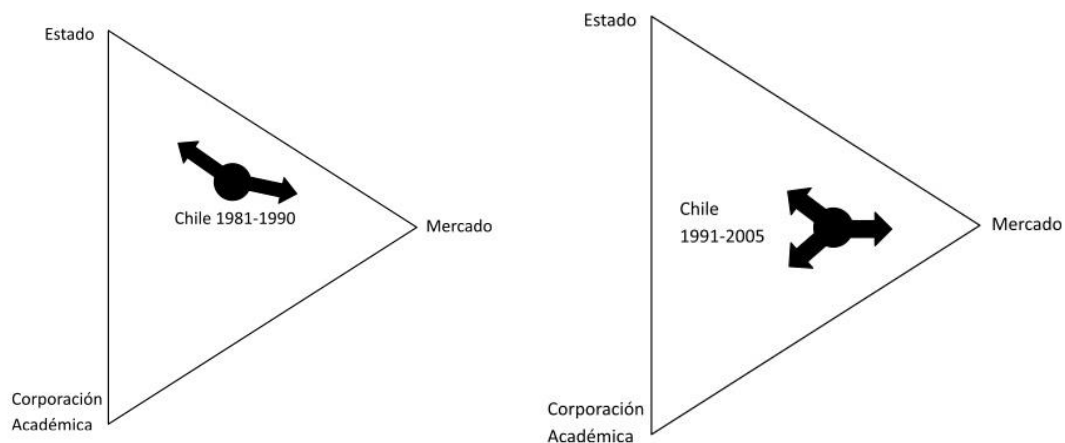 Estado
Chile 1981-1990
Mercado
Corporación
Académica
Estado
Chile
1991-2005
Mercado
Corporación
Académica